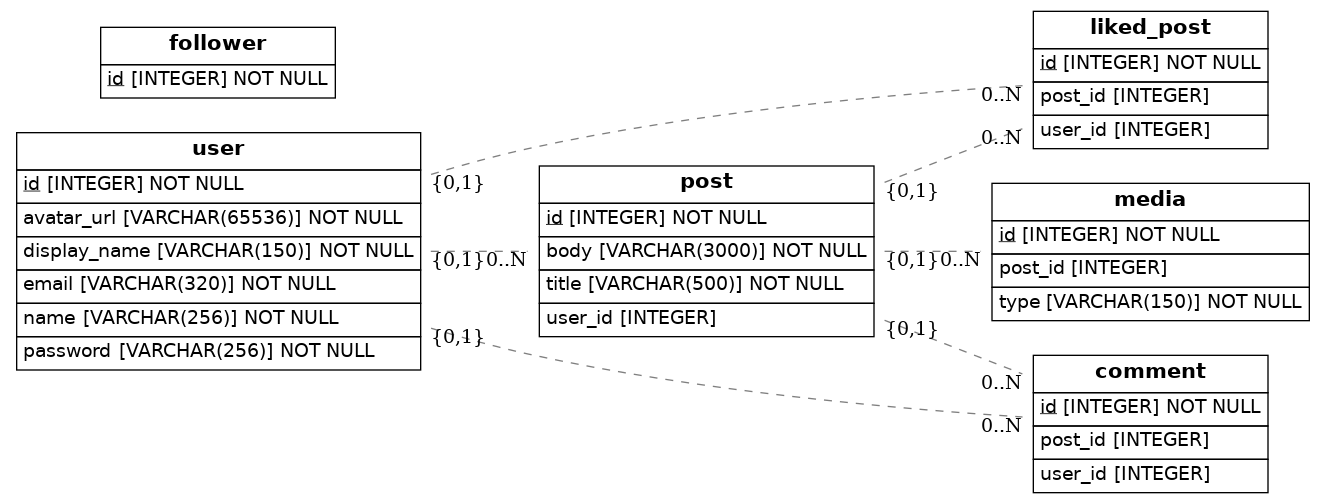 follower
id [INTEGER] NOT NULL
user
id [INTEGER] NOT NULL
avatar_url [VARCHAR(65536)] NOT NULL
display_name [VARCHAR(150)] NOT NULL
email [VARCHAR(320)] NOT NULL
name [VARCHAR(256)] NOT NULL
password [VARCHAR(256)] NOT NULL
{0,1}
{0,1}
0..N
{0,1}
post
id [INTEGER] NOT NULL
body [VARCHAR(3000)] NOT NULL
title [VARCHAR(500)] NOT NULL
user_id [INTEGER]
{0,1}
{0,1}
0..N
{0,1}
0..N
0..N
0..N
0..N
liked_post
id [INTEGER] NOT NULL
post_id [INTEGER]
user_id [INTEGER]
media
id [INTEGER] NOT NULL
post_id [INTEGER]
type [VARCHAR(150)] NOT NULL
comment
id [INTEGER] NOT NULL
post_id [INTEGER]
user_id [INTEGER]